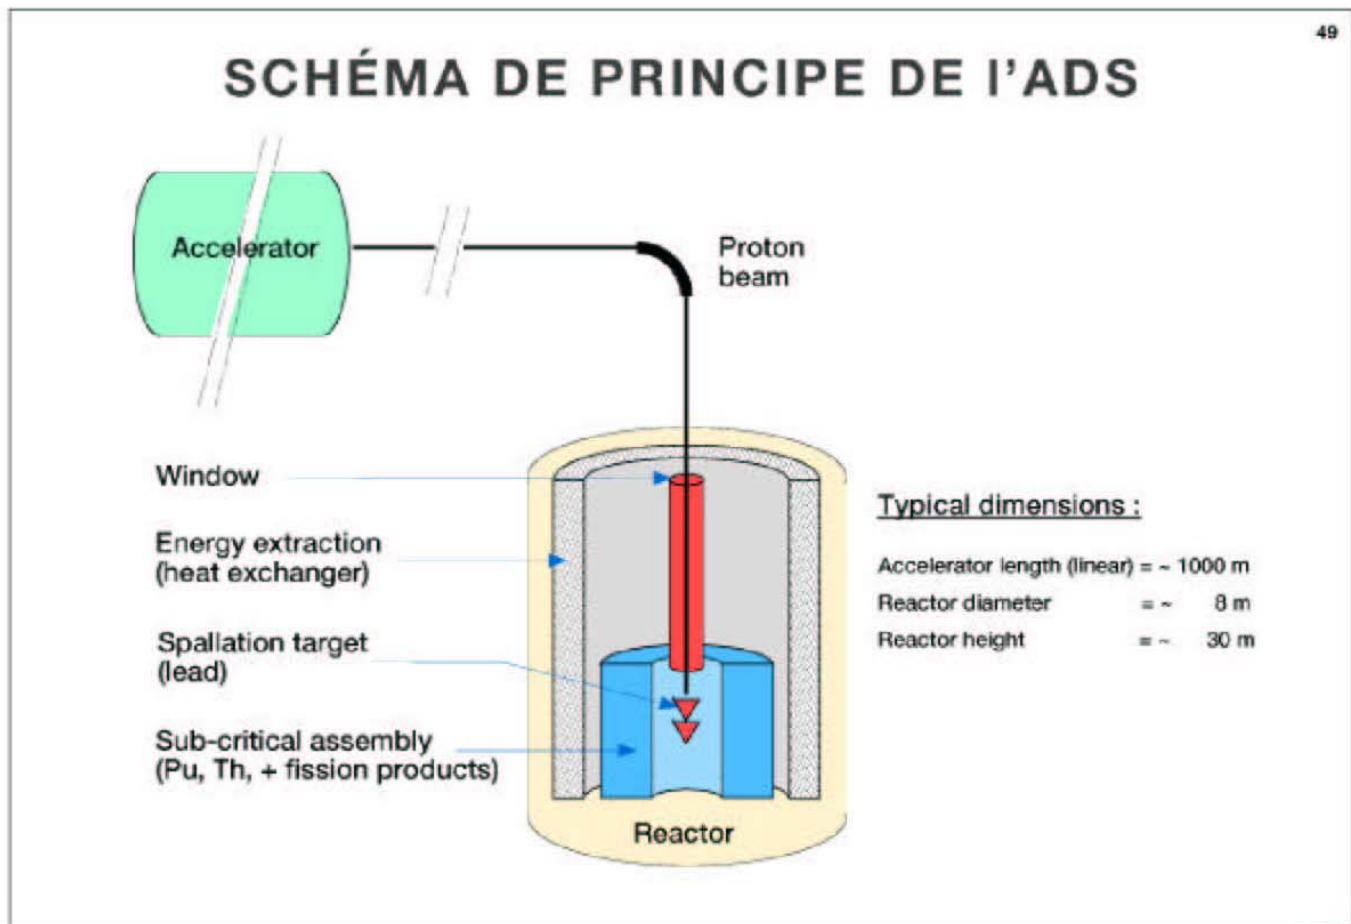 49
SCHÉMA DE PRINCIPE DE l'ADS
Accelerator
Proton
beam
Window
Energy extraction
(heat exchanger)
Spallation target
(lead)
Sub-critical assembly
(Pu, Th, + fission products)
Reactor
Typical dimensions :
Accelerator length (linear) = ~ 1000 m
Reactor diameter = ~ 8 m
Reactor height = ~ 30 m